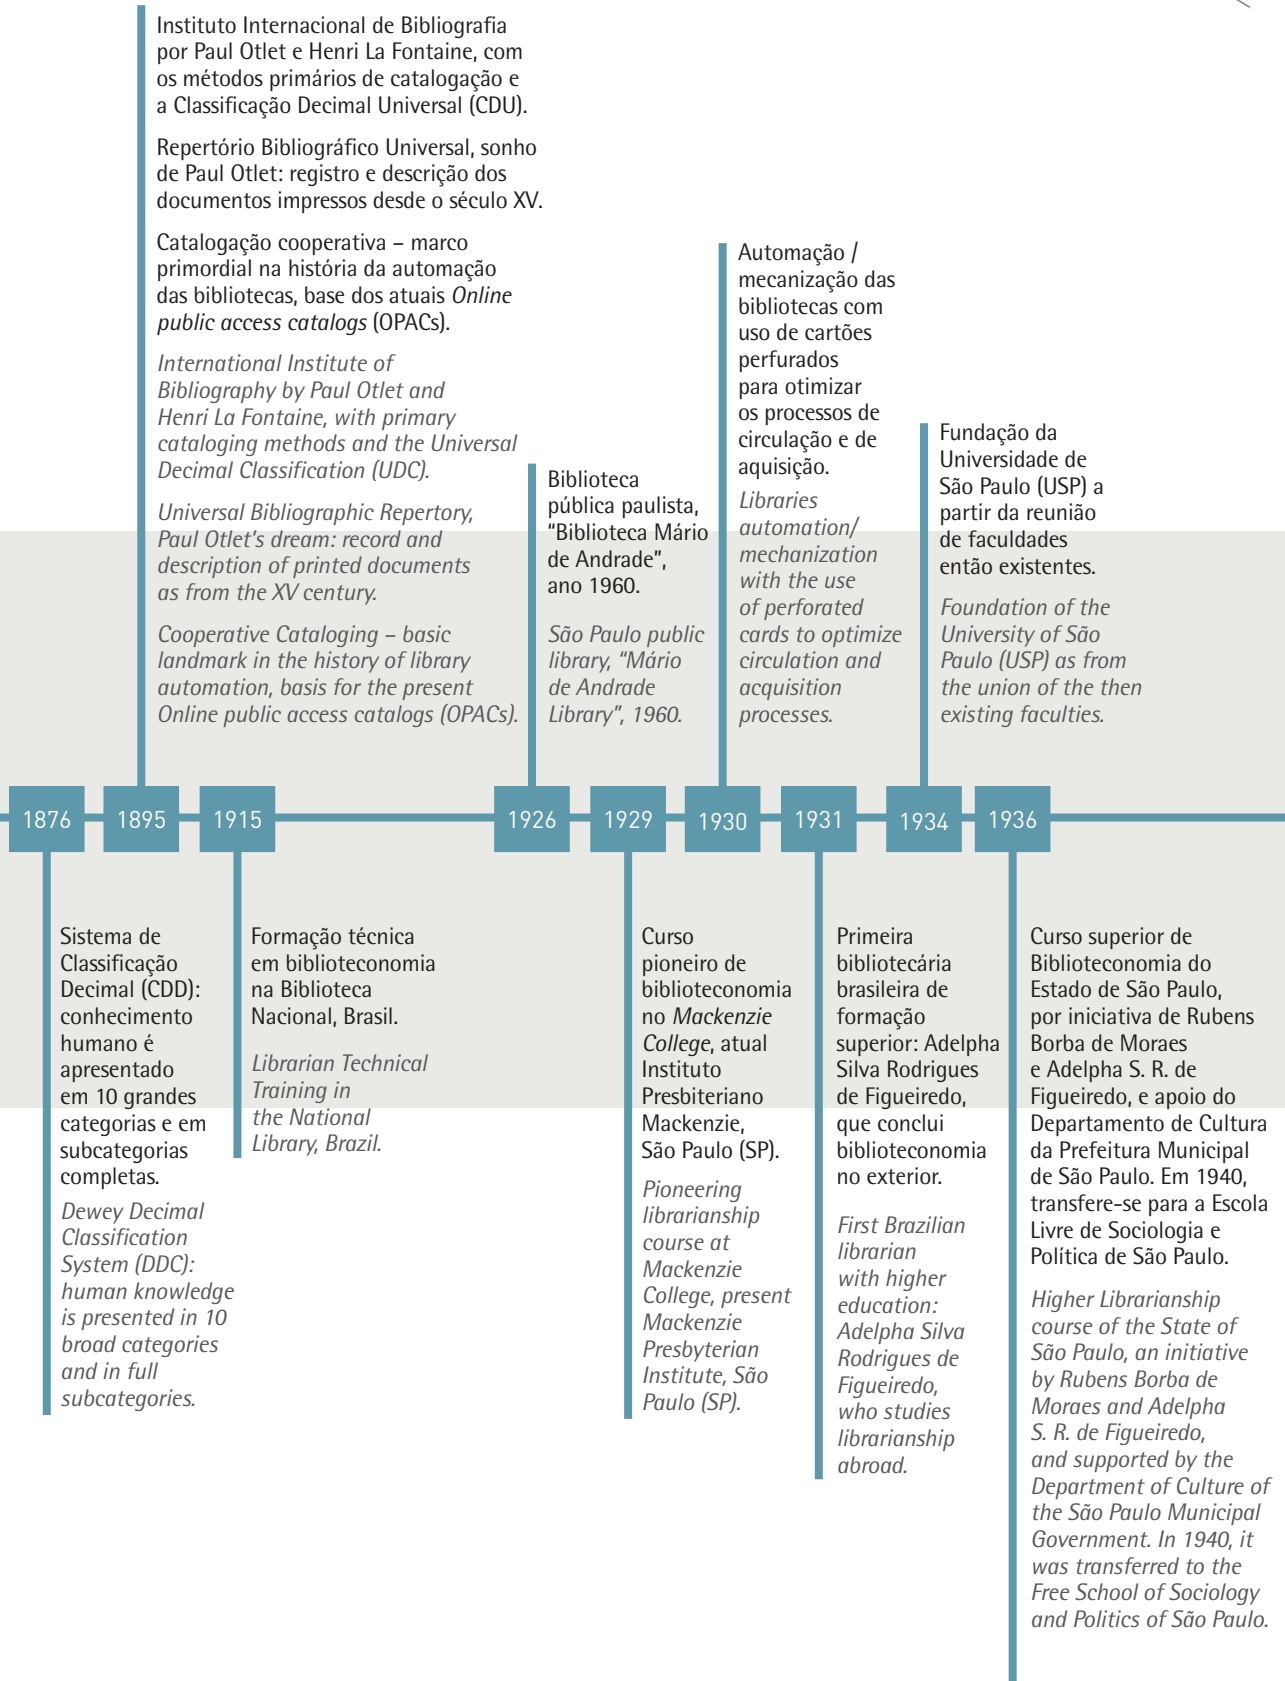 Instituto Internacional de Bibliografia
por Paul Otlet e Henri La Fontaine, com
os métodos primários de catalogação e
a Classificação Decimal Universal (CDU).
Repertório Bibliográfico Universal, sonho
de Paul Otlet: registro e descrição dos
documentos impressos desde o século XV.
Catalogação cooperativa – marco
primordial na história da automação
das bibliotecas, base dos atuais Online
public access catalogs (OPACs).
International Institute of
Bibliography by Paul Otlet and
Henri La Fontaine, with primary
cataloging methods and the Universal
Decimal Classification (UDC).
Universal Bibliographic Repertory,
Paul Otlet's dream: record and
description of printed documents
as from the XV century.
Cooperative Cataloging – basic
landmark in the history of library
automation, basis for the present
Online public access catalogs (OPACs).
Biblioteca
pública paulista,
“Biblioteca Mário
de Andrade”,
ano 1960.
São Paulo public
library, “Mário
de Andrade
Library”, 1960.
Automação /
mecanização das
bibliotecas com
uso de cartões
perfurados
para otimizar
os processos de
circulação e de
aquisição.
Libraries
automation/
mechanization
with the use
of perforated
cards to optimize
circulation and
acquisition
processes.
Fundação da
Universidade de
São Paulo (USP) a
partir da reunião
de faculdades
então existentes.
Foundation of the
University of São
Paulo (USP) as from
the union of the then
existing faculties.
1876 1895 1915 1926 1929 1930 1931 1934 1936
Sistema de
Classificação
Decimal (CDD):
conhecimento
humano é
apresentado
em 10 grandes
categorias e em
subcategorias
completas.
Dewey Decimal
Classification
System (DDC):
human knowledge
is presented in 10
broad categories
and in full
subcategories.
Formação técnica
em biblioteconomia
na Biblioteca
Nacional, Brasil.
Librarian Technical
Training in
the National
Library, Brazil.
Curso
pioneiro de
biblioteconomia
no Mackenzie
College, atual
Instituto
Presbiteriano
Mackenzie,
São Paulo (SP).
Pioneering
librarianship
course at
Mackenzie
College, present
Mackenzie
Presbyterian
Institute, São
Paulo (SP).
Primeira
bibliotecária
brasileira de
formação
superior: Adelpha
Silva Rodrigues
de Figueiredo,
que conclui
biblioteconomia
no exterior.
First Brazilian
librarian
with higher
education:
Adelpha Silva
Rodrigues de
Figueiredo,
who studies
librarianship
abroad.
Curso superior de
Biblioteconomia do
Estado de São Paulo,
por iniciativa de Rubens
Borba de Moraes
e Adelpha S. R. de
Figueiredo, e apoio do
Departamento de Cultura
da Prefeitura Municipal
de São Paulo. Em 1940,
transfere-se para a Escola
Livre de Sociologia e
Política de São Paulo.
Higher Librarianship
course of the State of
São Paulo, an initiative
by Rubens Borba de
Moraes and Adelpha
S. R. de Figueiredo,
and supported by the
Department of Culture of
the São Paulo Municipal
Government. In 1940, it
was transferred to the
Free School of Sociology
and Politics of São Paulo.